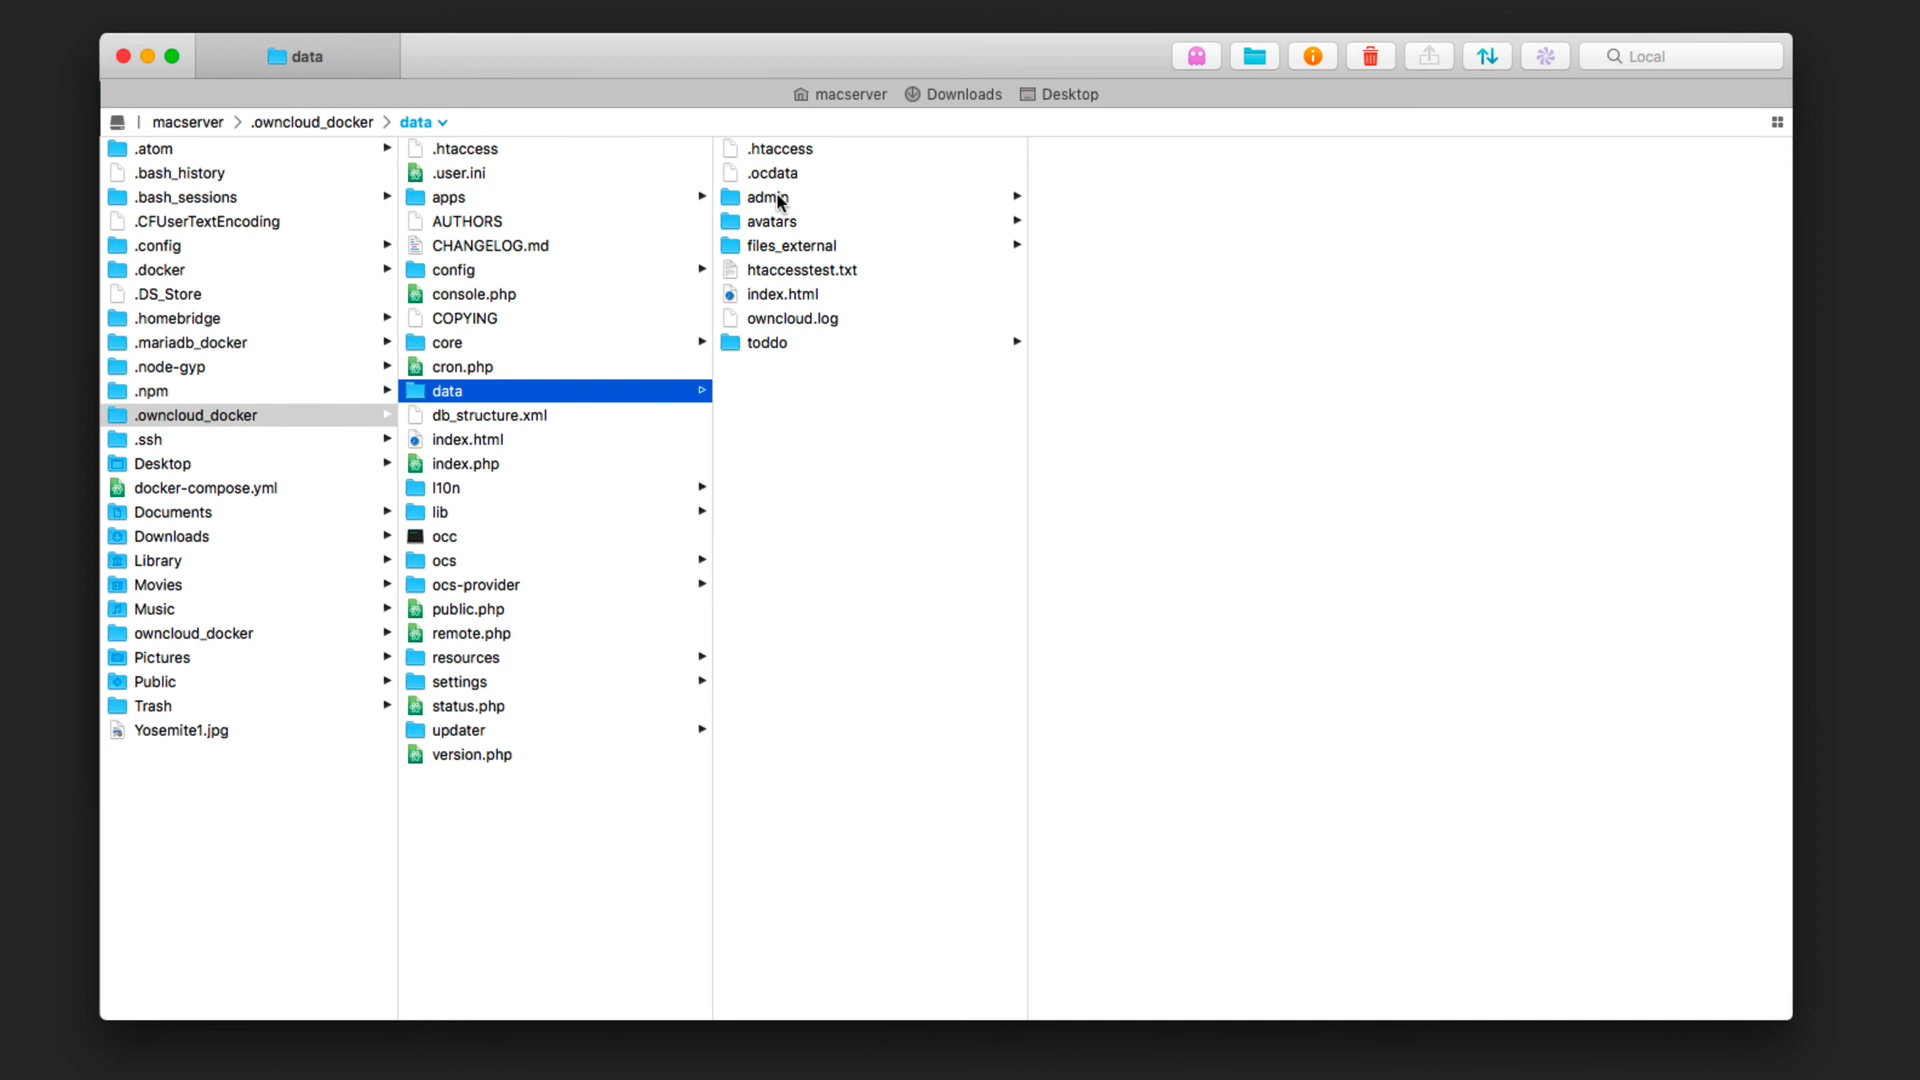 data
Local
macserver Downloads Desktop
macserver .owncloud_docker data
.atom
.bash_history
.bash_sessions
.CFUserTextEncoding
.config
.docker
.DS_Store
.homebridge
.mariadb_docker
.node-gyp
.npm
.owncloud_docker
.ssh
Desktop
docker-compose.yml
Documents
Downloads
Library
Movies
Music
owncloud_docker
Pictures
Public
Trash
Yosemite1.jpg
.htaccess
.user.ini
apps
AUTHORS
CHANGELOG.md
config
console.php
COPYING
core
cron.php
data
db_structure.xml
index.html
index.php
l10n
lib
occ
ocs
ocs-provider
public.php
remote.php
resources
settings
status.php
updater
version.php
.htaccess
.ocdata
admin
avatars
files_external
htaccesstest.txt
index.html
owncloud.log
toddo